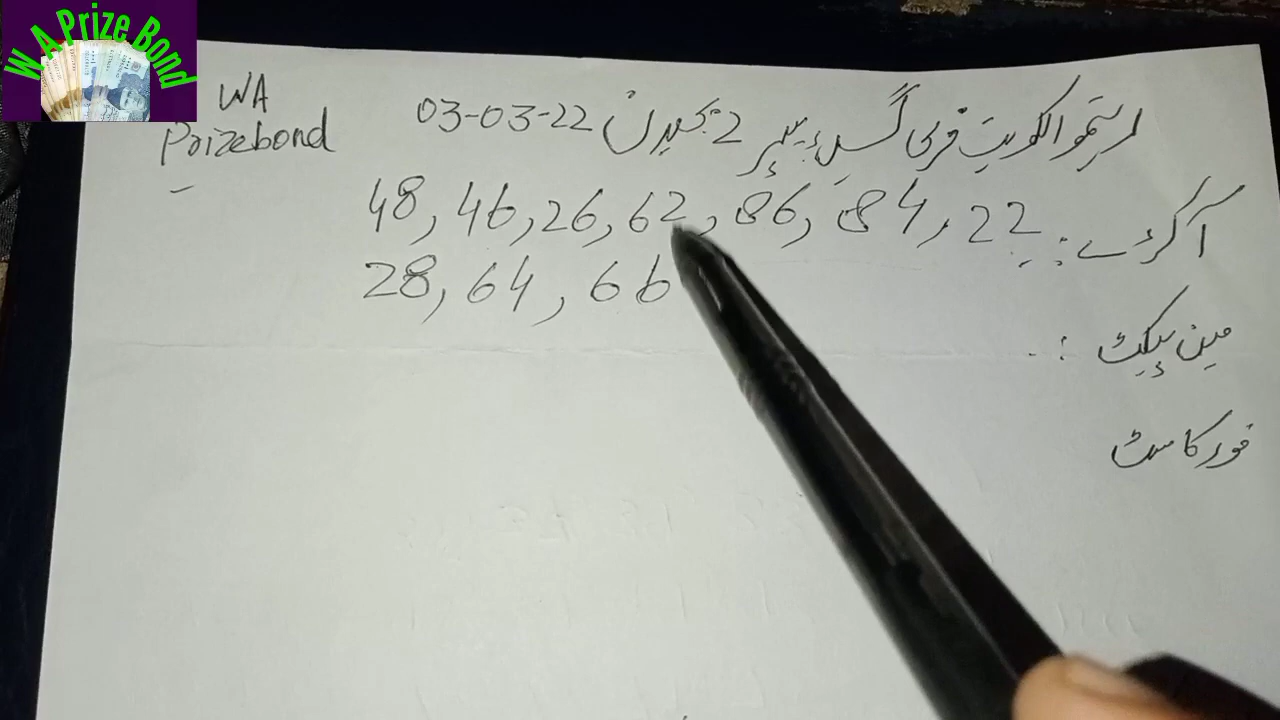 W A Prize Bond
WA
Prizebond
03-03-22
آکڑے : 22, 84, 86, 62, 26, 46, 48,
28, 64, 66
مین پیکٹ :
فورکاسٹ